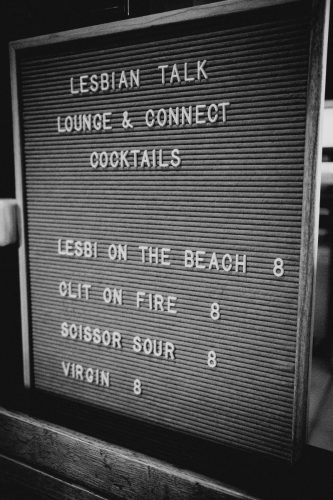 LESBIAN TALK
LOUNGE & CONNECT
COCKTAILS
LESBI ON THE BEACH 8
CLIT ON FIRE 8
SCISSOR SOUR 8
VIRGIN 8